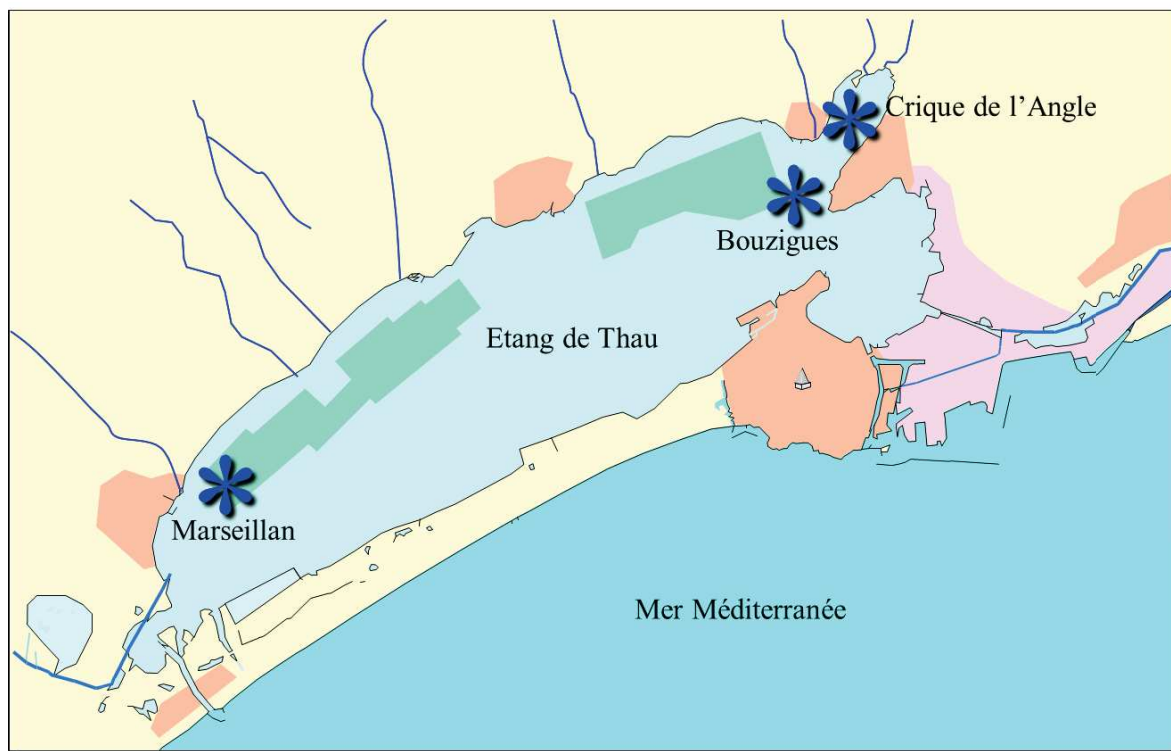 Crique de l’Angle
Bouzigues
Etang de Thau
Marseillan
Mer Méditerranée